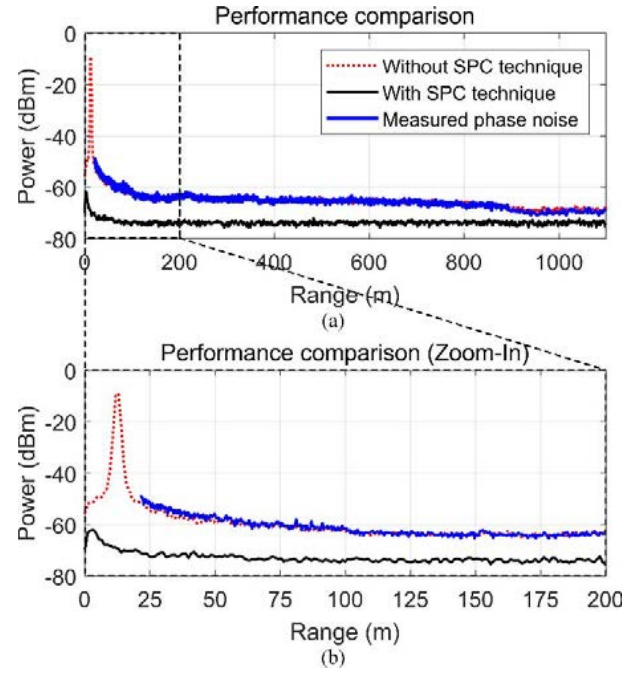 Performance comparison
0
-20
-40
-60
-80
Power (dBm)
Without SPC technique
With SPC technique
Measured phase noise
0 200 400 600 800 1000
Range (m)
(a)
Performance comparison (Zoom-In)
0
-20
-40
-60
-80
Power (dBm)
0 25 50 75 100 125 150 175 200
Range (m)
(b)